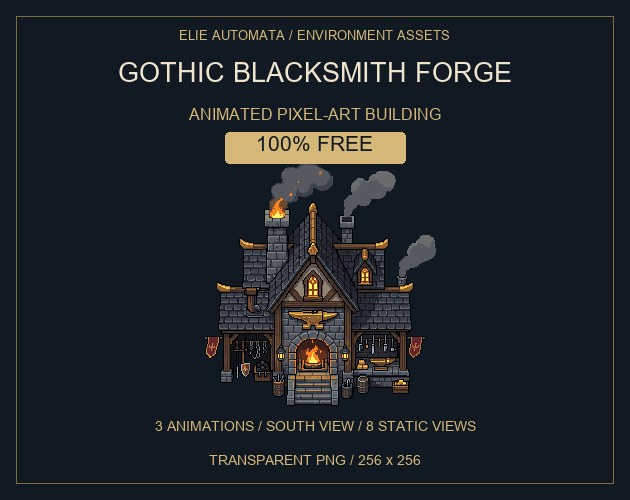 ELIE AUTOMATA / ENVIRONMENT ASSETS
GOTHIC BLACKSMITH FORGE
ANIMATED PIXEL-ART BUILDING
100% FREE
3 ANIMATIONS / SOUTH VIEW / 8 STATIC VIEWS
TRANSPARENT PNG / 256 x 256